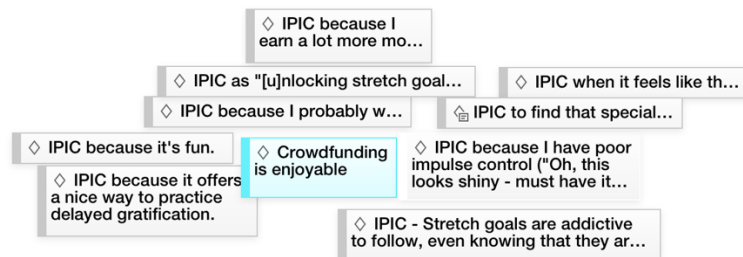 IPIC because I
earn a lot more mo…
IPIC as "[u]nlocking stretch goal…
IPIC when it feels like th…
IPIC because I probably w…
IPIC to find that special…
IPIC because it's fun.
Crowdfunding
is enjoyable
IPIC because I have poor
impulse control ("Oh, this
looks shiny - must have it…
IPIC because it offers
a nice way to practice
delayed gratification.
IPIC - Stretch goals are addictive
to follow, even knowing that they ar…